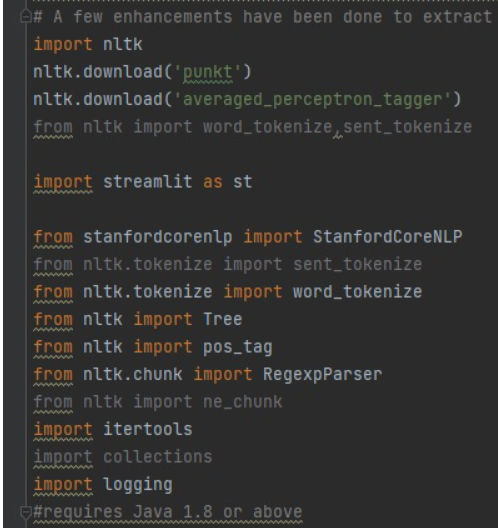 # A few enhancements have been done to extract
import nltk
nltk.download('punkt')
nltk.download('averaged_perceptron_tagger')
from nltk import word_tokenize,sent_tokenize
import streamlit as st
from stanfordcorenlp import StanfordCoreNLP
from nltk.tokenize import sent_tokenize
from nltk.tokenize import word_tokenize
from nltk import Tree
from nltk import pos_tag
from nltk.chunk import RegexpParser
from nltk import ne_chunk
import itertools
import collections
import logging
#requires Java 1.8 or above